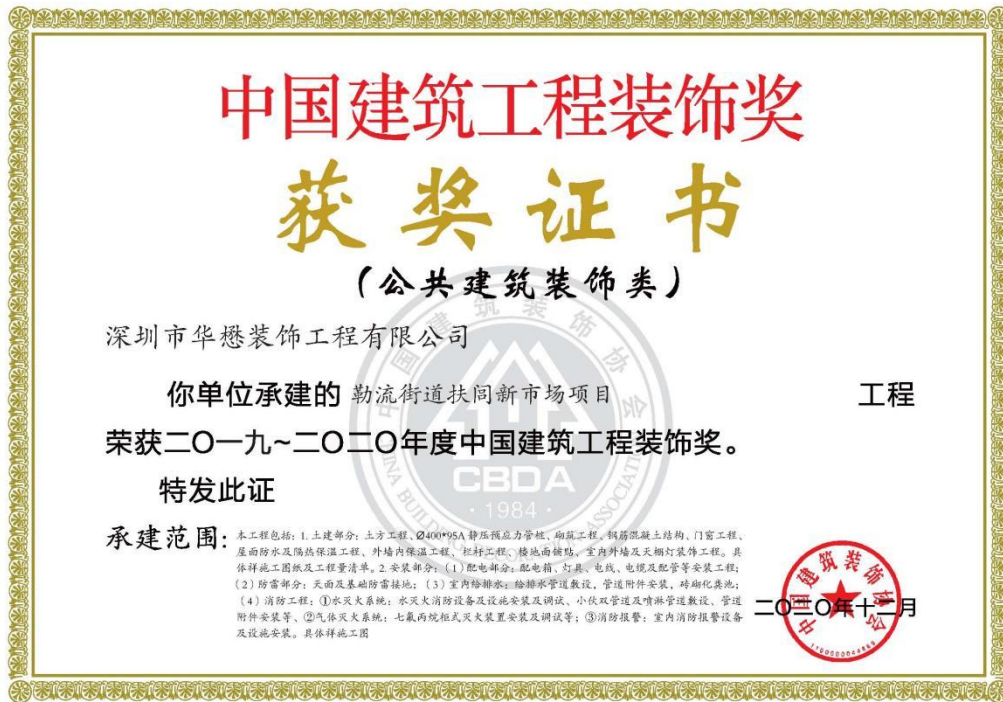 中国建筑工程装饰奖
获奖证书
(公共建筑装饰类)
深圳市华懋装饰工程有限公司
你单位承建的 勒流街道扶闾新市场项目 工程
荣获二〇一九~二〇二〇年度中国建筑工程装饰奖。
特发此证
承建范围: 本工程包括: 1.土建部分: 土方工程、Ø400*95A 静压预应力管桩、砌筑工程、钢筋混凝土结构、门窗工程、
屋面防水及隔热保温工程、外墙内保温工程、栏杆工程、楼地面铺贴、室内外墙及天棚灯装饰工程。具
体祥施工图纸及工程量清单。2.安装部分: (1)配电部分: 配电箱、灯具、电线、电缆及配管等安装工程;
(2)防雷部分: 天面及基础防雷接地; (3)室内给排水: 给排水管道敷设, 管道附件安装, 砖砌化粪池;
(4)消防工程: ①水灭火系统: 水灭火消防设备及设施安装及调试、小伙双管道及喷淋管道敷设、管道
附件安装等、②气体灭火系统: 七氟丙烷柜式灭火装置安装及调试等; ③消防报警: 室内消防报警设备
及设施安装。具体祥施工图
二〇二〇年十二月
中国建筑装饰协会
中国建筑装饰协会
CBDA
·1984·
CHINA BUILDING DECORATION ASSOCIATION